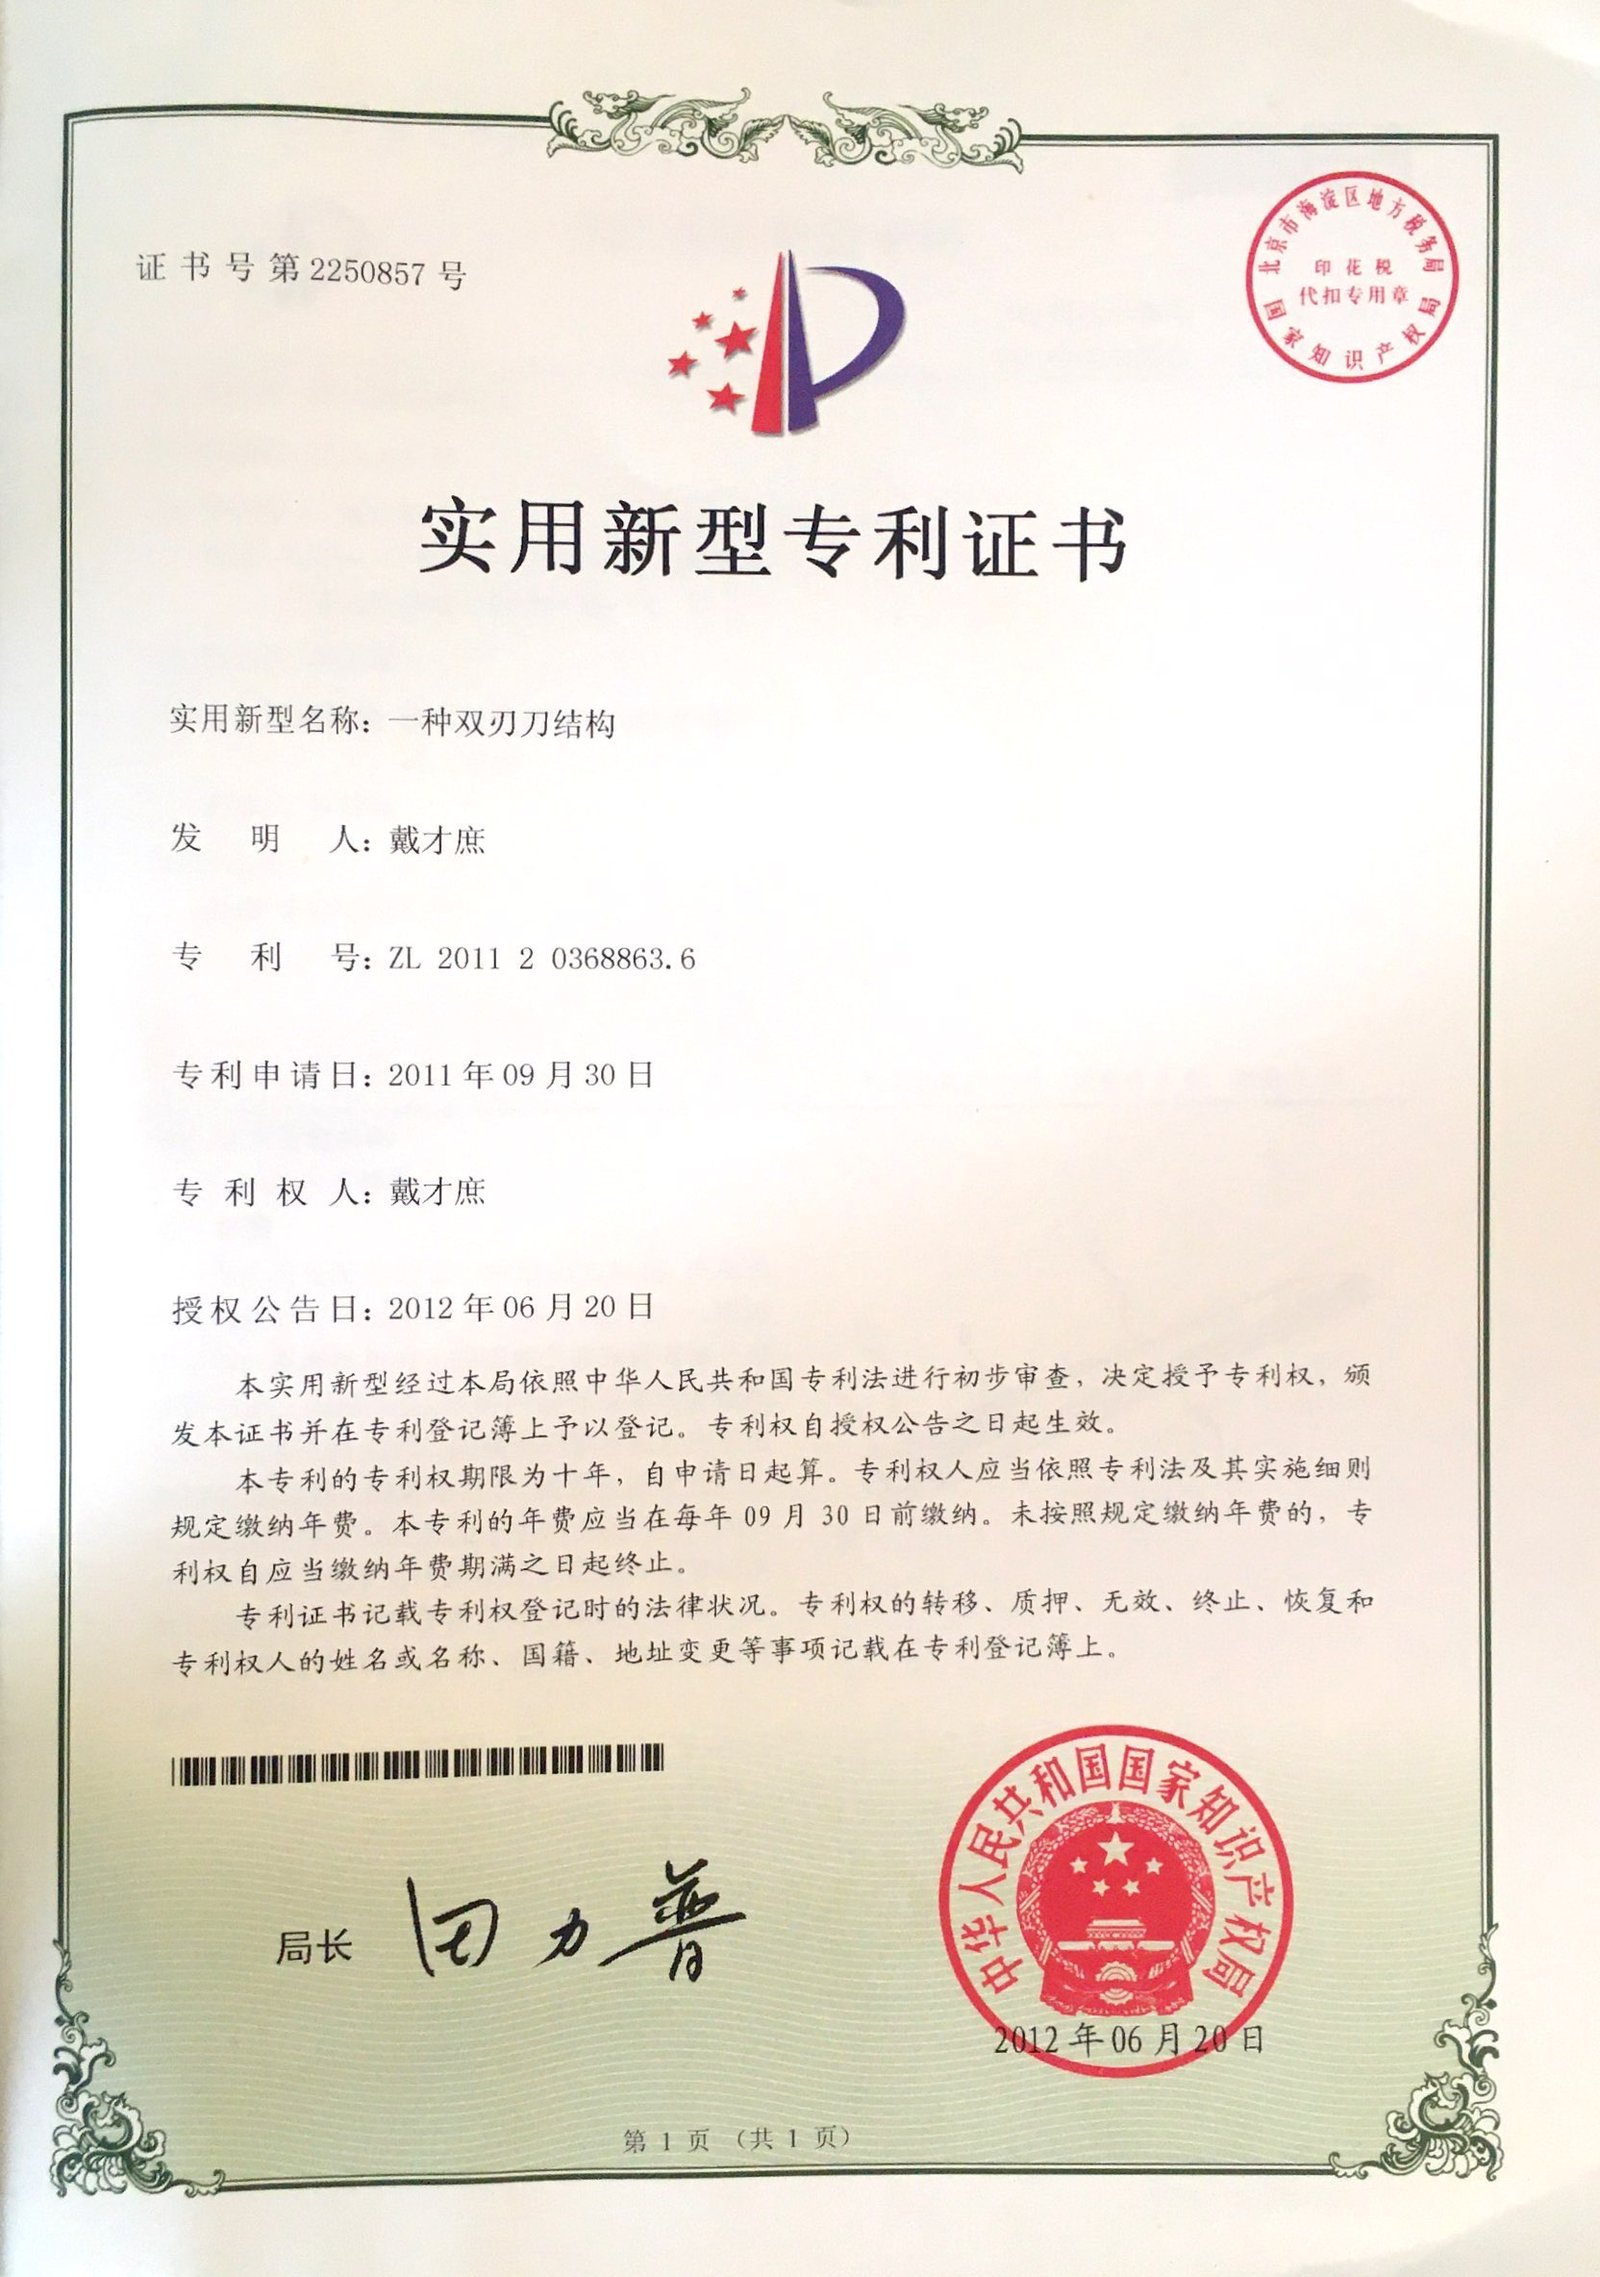 证书号第2250857号
北京市海淀区地方税务局
印花税
代扣专用章
国家知识产权局
实用新型专利证书
实用新型名称：一种双刃刀结构
发明人：戴才庶
专利号：ZL 2011 2 0368863.6
专利申请日：2011年09月30日
专利权人：戴才庶
授权公告日：2012年06月20日
本实用新型经过本局依照中华人民共和国专利法进行初步审查，决定授予专利权，颁
发本证书并在专利登记簿上予以登记。专利权自授权公告之日起生效。
本专利的专利权期限为十年，自申请日起算。专利权人应当依照专利法及其实施细则
规定缴纳年费。本专利的年费应当在每年 09 月 30 日前缴纳。未按照规定缴纳年费的，专
利权自应当缴纳年费期满之日起终止。
专利证书记载专利权登记时的法律状况。专利权的转移、质押、无效、终止、恢复和
专利权人的姓名或名称、国籍、地址变更等事项记载在专利登记簿上。
局长 田力普
中华人民共和国国家知识产权局
2012年06月20日
第 1 页 （共 1 页）